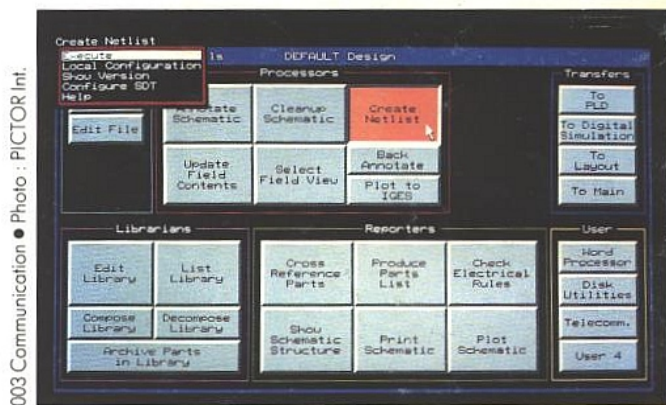 003 Communication ● Photo : PICTOR Int.
Create Netlist
Execute
Local Configuration
Show Version
Configure SDT
Help
ls
DEFAULT Design
Edit File
Processors
Annotate
Schematic
Cleanup
Schematic
Create
Netlist
Update
Field
Contents
Select
Field View
Back
Annotate
Plot to
IGES
Transfers
To
PLD
To Digital
Simulation
To
Layout
To Main
Librarians
Edit
Library
List
Library
Compose
Library
Decompose
Library
Archive Parts
in Library
Reporters
Cross
Reference
Parts
Produce
Parts
List
Check
Electrical
Rules
Show
Schematic
Structure
Print
Schematic
Plot
Schematic
User
Word
Processor
Disk
Utilities
Telecomm.
User 4